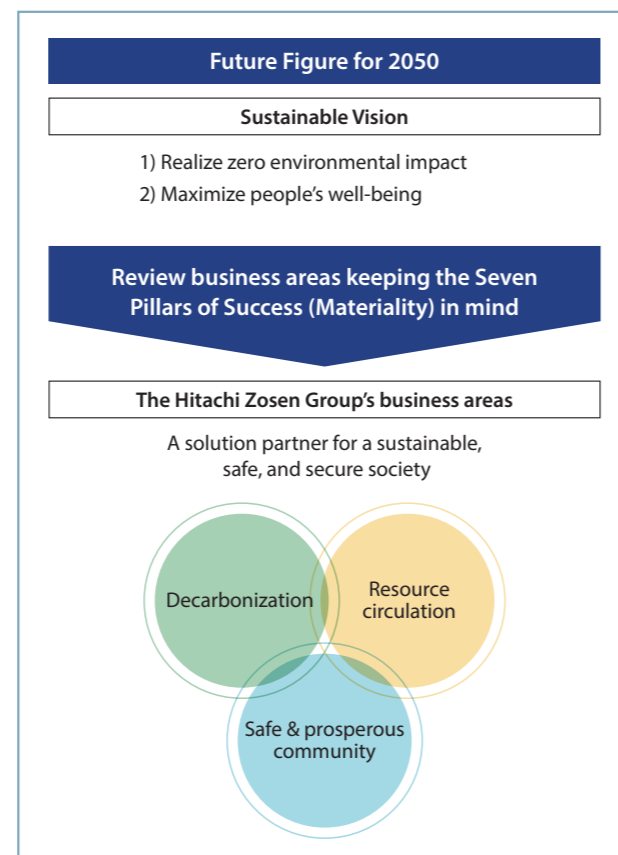 Future Figure for 2050
Sustainable Vision
1) Realize zero environmental impact
2) Maximize people’s well-being
Review business areas keeping the Seven
Pillars of Success (Materiality) in mind
The Hitachi Zosen Group’s business areas
A solution partner for a sustainable,
safe, and secure society
Decarbonization
Resource
circulation
Safe & prosperous
community